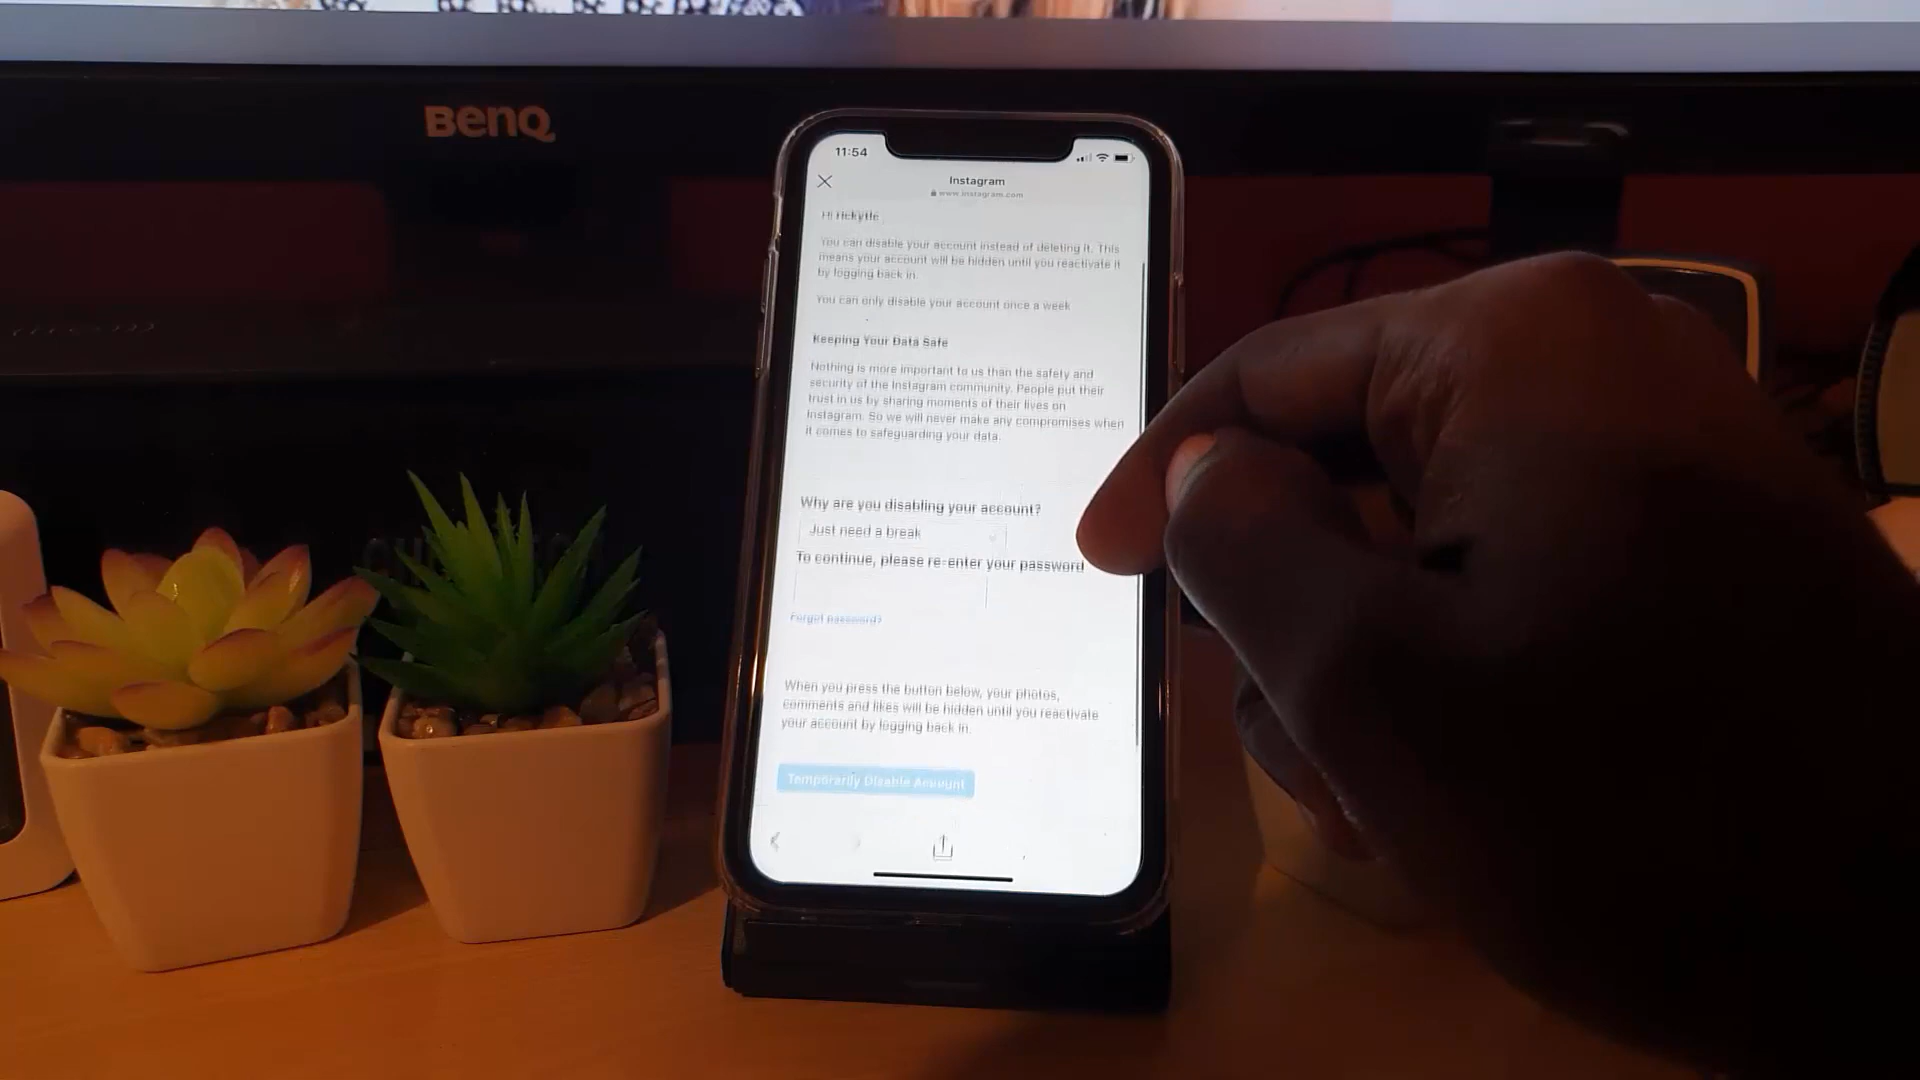 BenQ
11:54
Instagram
www.instagram.com
Hi rickytlc
You can disable your account instead of deleting it. This
means your account will be hidden until you reactivate it
by logging back in.
You can only disable your account once a week
Keeping Your Data Safe
Nothing is more important to us than the safety and
security of the Instagram community. People put their
trust in us by sharing moments of their lives on
Instagram. So we will never make any compromises when
it comes to safeguarding your data.
Why are you disabling your account?
Just need a break
To continue, please re-enter your password
Forgot password?
When you press the button below, your photos,
comments and likes will be hidden until you reactivate
your account by logging back in.
Temporarily Disable Account